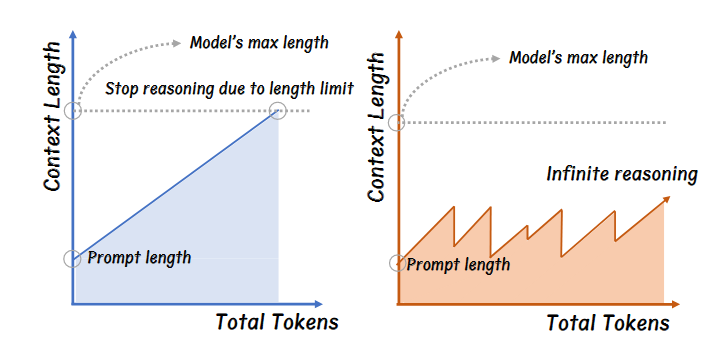 Model's max length
Stop reasoning due to length limit
Context Length
Prompt length
Total Tokens
Model's max length
Context Length
Infinite reasoning
Prompt length
Total Tokens